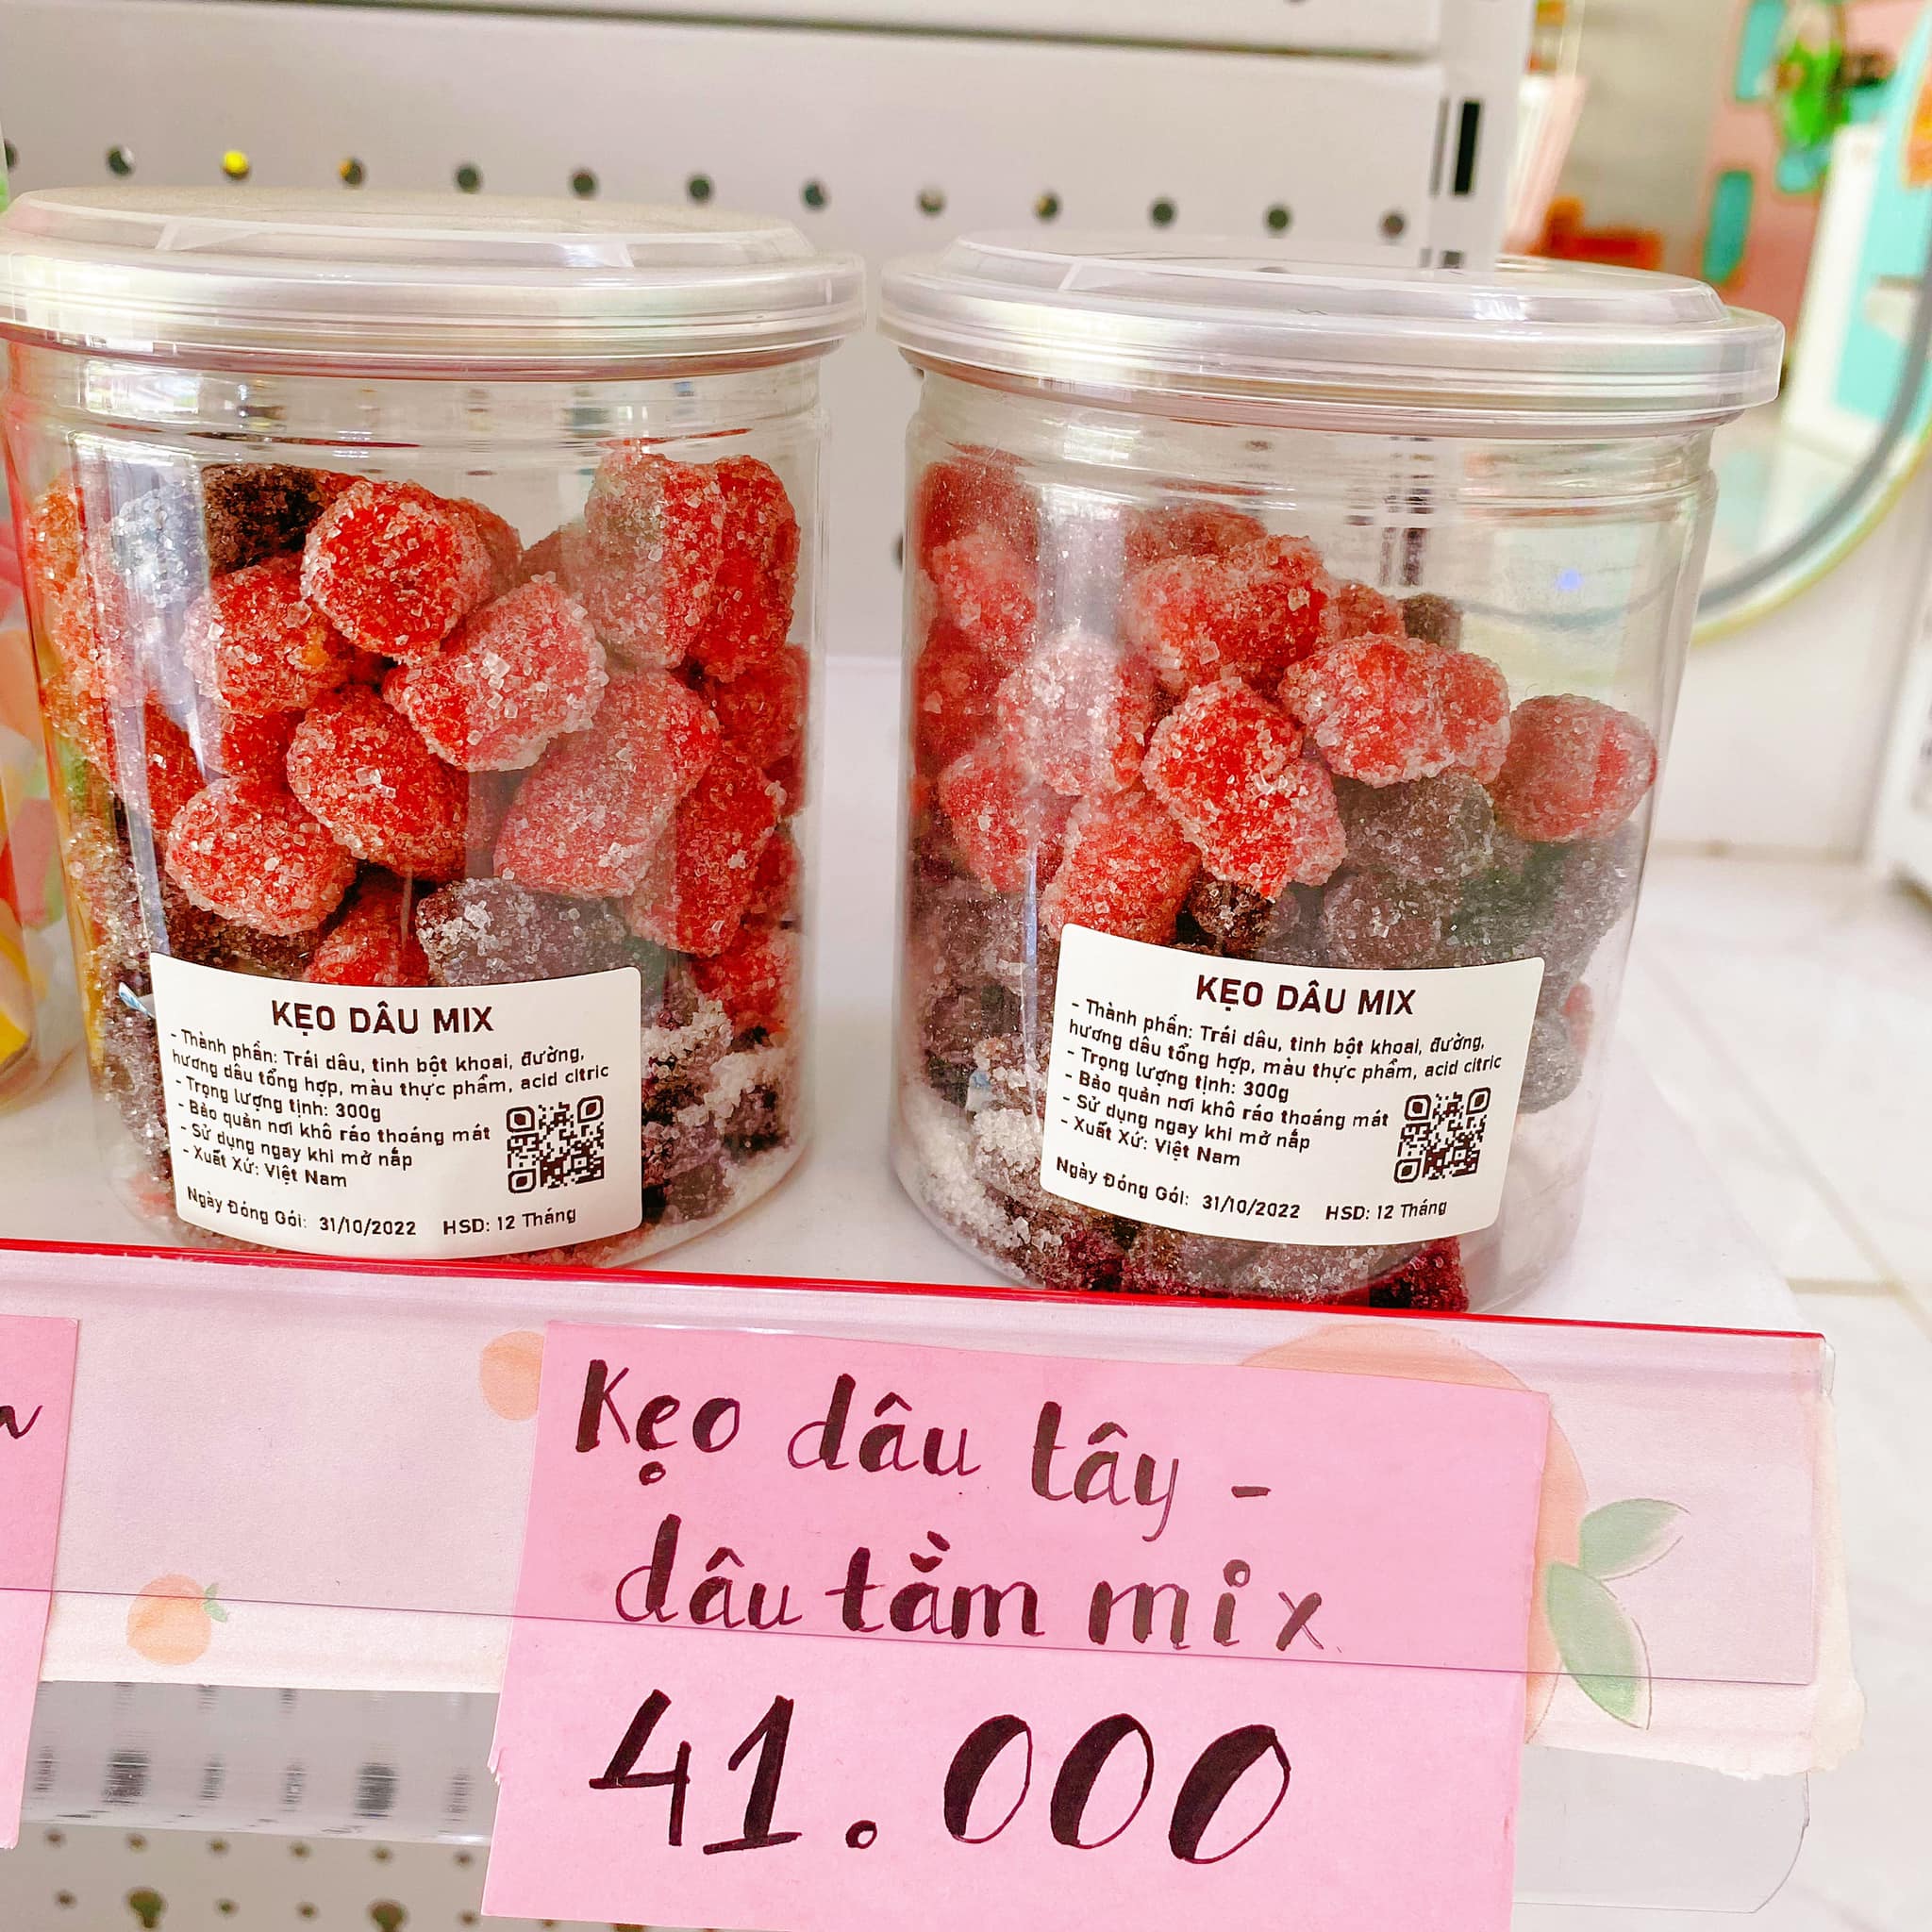 KẸO DÂU MIX
- Thành phần: Trái dâu, tinh bột khoai, đường,
hương dâu tổng hợp, màu thực phẩm, acid citric
- Trọng lượng tịnh: 300g
- Bảo quản nơi khô ráo thoáng mát
- Sử dụng ngay khi mở nắp
- Xuất Xứ: Việt Nam
Ngày Đóng Gói: 31/10/2022 HSD: 12 Tháng
KẸO DÂU MIX
- Thành phần: Trái dâu, tinh bột khoai, đường,
hương dâu tổng hợp, màu thực phẩm, acid citric
- Trọng lượng tịnh: 300g
- Bảo quản nơi khô ráo thoáng mát
- Sử dụng ngay khi mở nắp
- Xuất Xứ: Việt Nam
Ngày Đóng Gói: 31/10/2022 HSD: 12 Tháng
Kẹo dâu tây -
dâu tằm mix
41.000